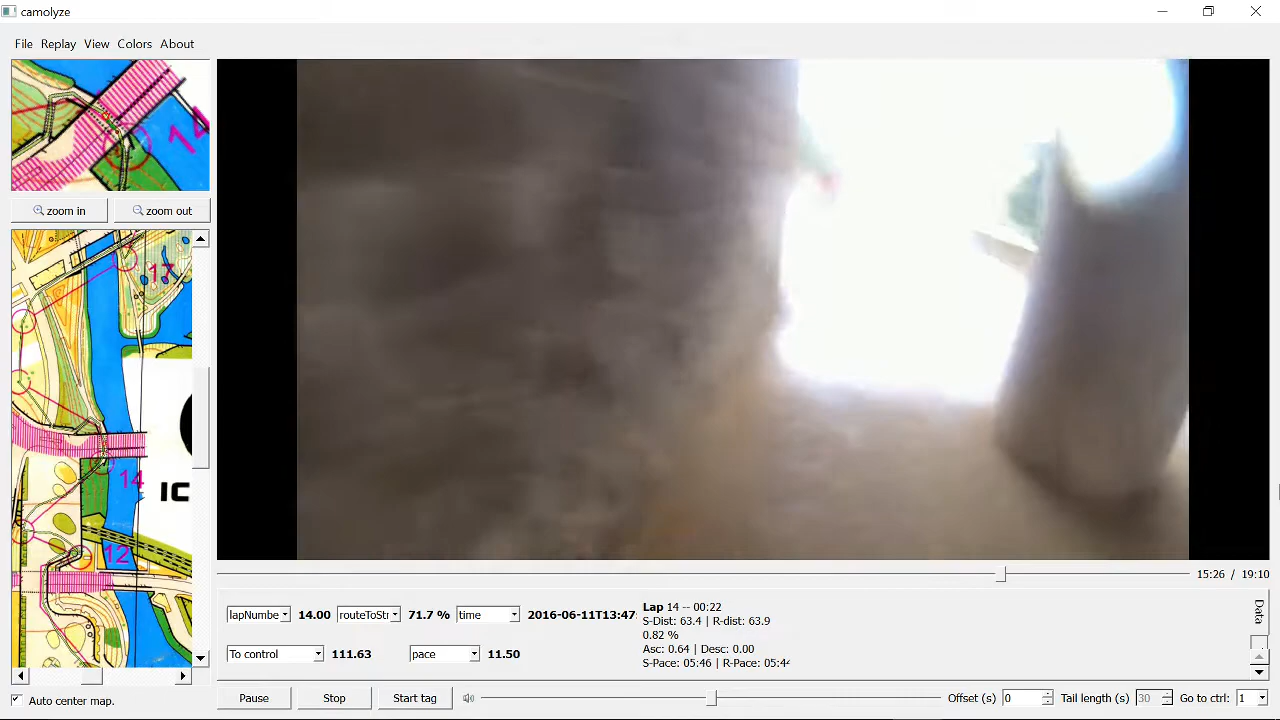 camolyze
File Replay View Colors About
14
zoom in zoom out
17
14
IC
12
15:26 / 19:10
lapNumbe 14.00 routeToStr 71.7 % time 2016-06-11T13:47:
To control 111.63 pace 11.50
Lap 14 -- 00:22
S-Dist: 63.4 | R-dist: 63.9
0.82 %
Asc: 0.64 | Desc: 0.00
S-Pace: 05:46 | R-Pace: 05:44
Data
Auto center map.
Pause Stop Start tag Offset (s) 0 Tail length (s) 30 Go to ctrl: 1